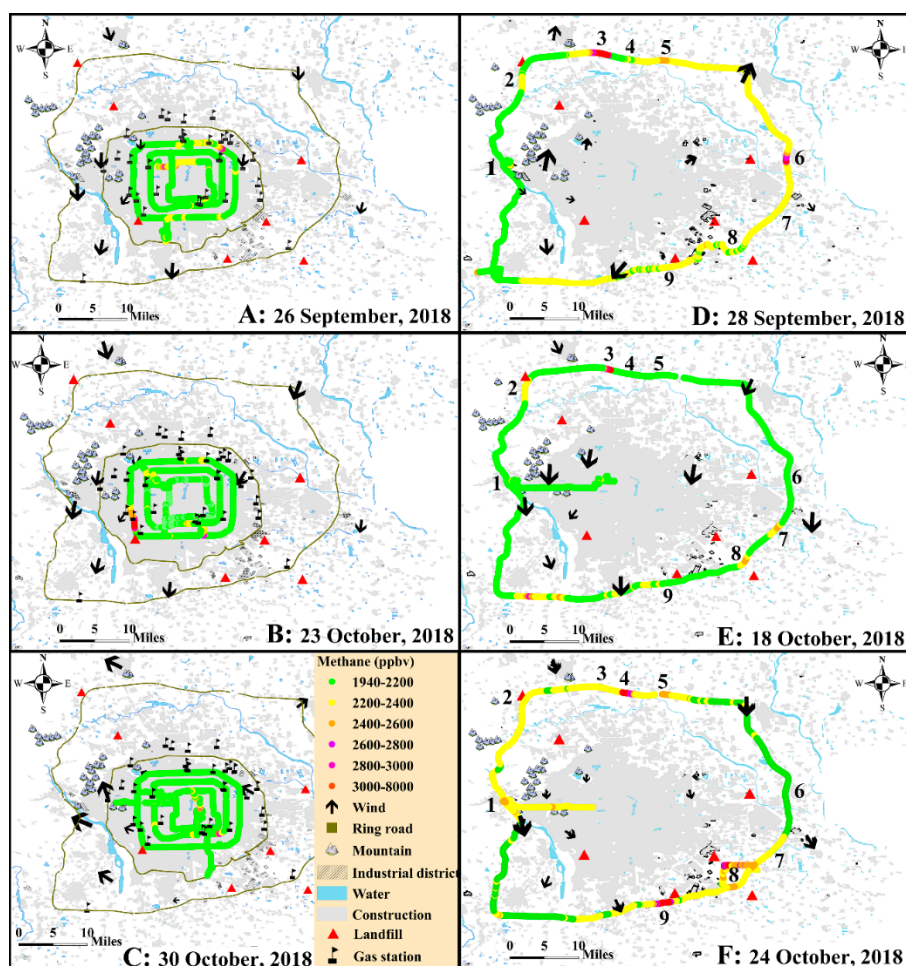 N
W E
S
0 5 10
Miles
A: 26 September, 2018
N
W E
S
1
2
3
4
5
6
7
8
9
0 5 10
Miles
D: 28 September, 2018
N
W E
S
0 5 10
Miles
B: 23 October, 2018
N
W E
S
1
2
3
4
5
6
7
8
9
0 5 10
Miles
E: 18 October, 2018
N
W E
S
0 5 10
Miles
C: 30 October, 2018
Methane (ppbv)
1940-2200
2200-2400
2400-2600
2600-2800
2800-3000
3000-8000
Wind
Ring road
Mountain
Industrial district
Water
Construction
Landfill
Gas station
N
W E
S
1
2
3
4
5
6
7
8
9
0 5 10
Miles
F: 24 October, 2018